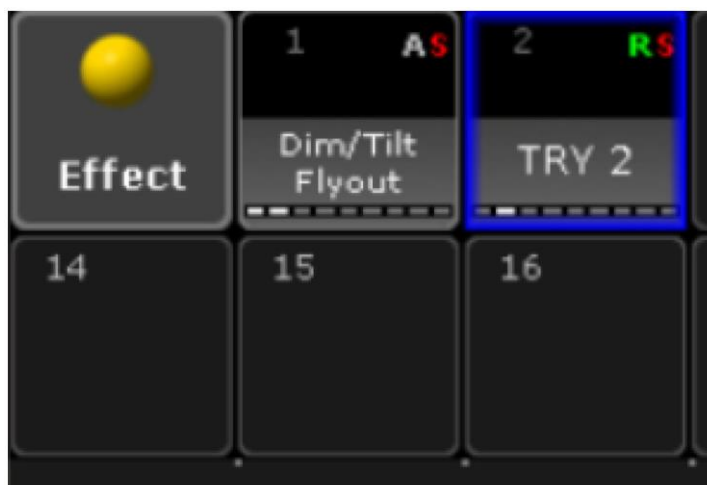 Effect
1 AS
Dim/Tilt
Flyout
2 RS
TRY 2
14
15
16